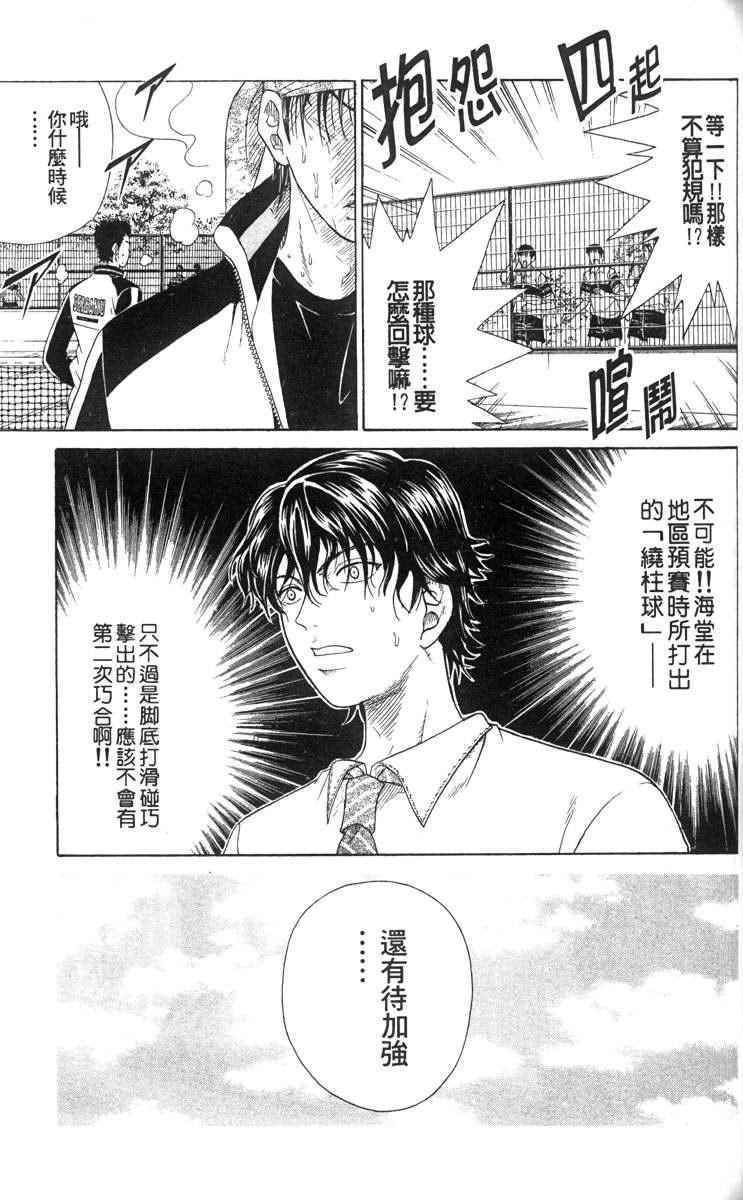 抱怨四起
等一下!!那樣
不算犯規嗎!?
那種球……要
怎麼回擊嘛!?
喧鬧
哦——
你什麼時候
……
不可能!!海堂在
地區預賽時所打出
的「繞柱球」——
只不過是脚底打滑碰巧
擊出的……應該不會有
第二次巧合啊!!
還有待加強
……